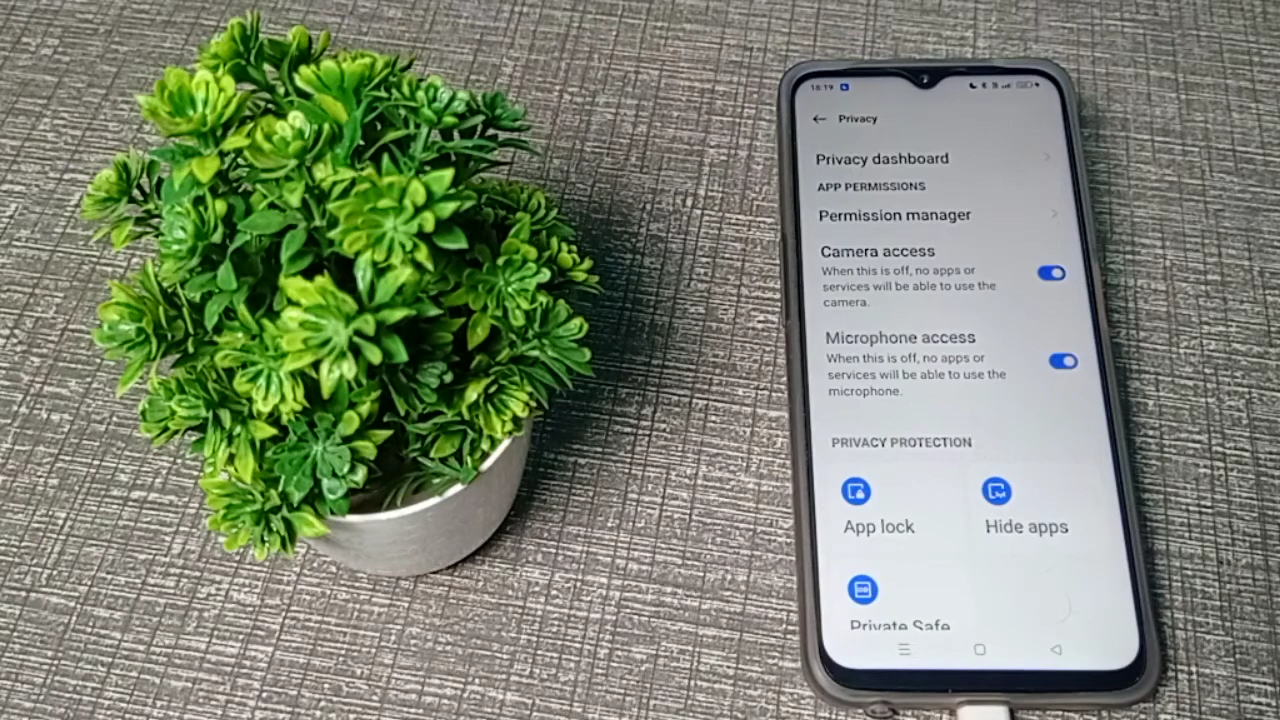 18:19
Privacy
Privacy dashboard
APP PERMISSIONS
Permission manager
Camera access
When this is off, no apps or
services will be able to use the
camera.
Microphone access
When this is off, no apps or
services will be able to use the
microphone.
PRIVACY PROTECTION
App lock
Hide apps
Private Safe